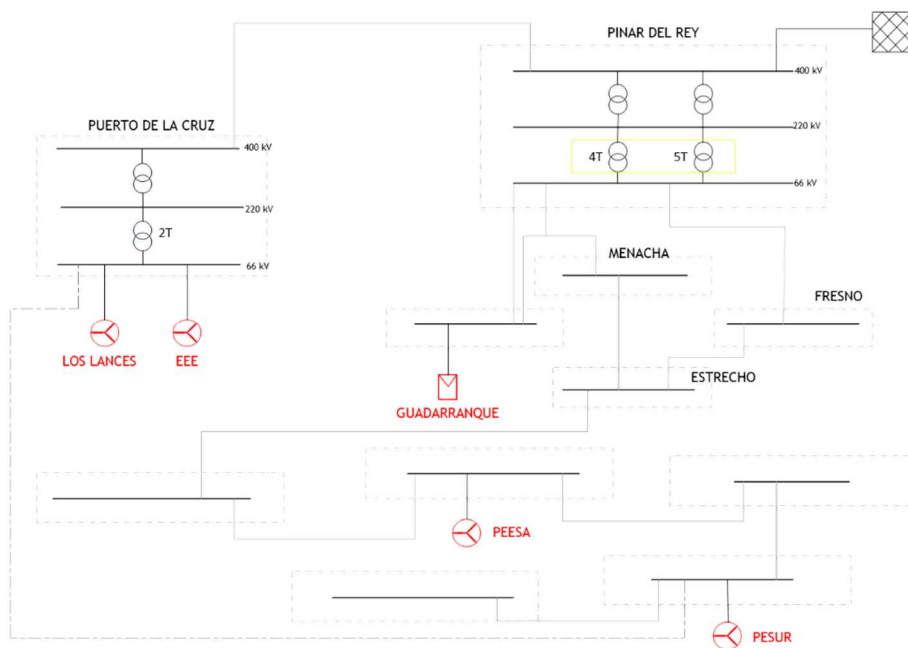 PINAR DEL REY
400 kV
220 kV
4T
5T
66 kV
PUERTO DE LA CRUZ
400 kV
220 kV
2T
66 kV
LOS LANCES
EEE
MENACHA
FRESNO
ESTRECHO
GUADARRANQUE
PEESA
PESUR